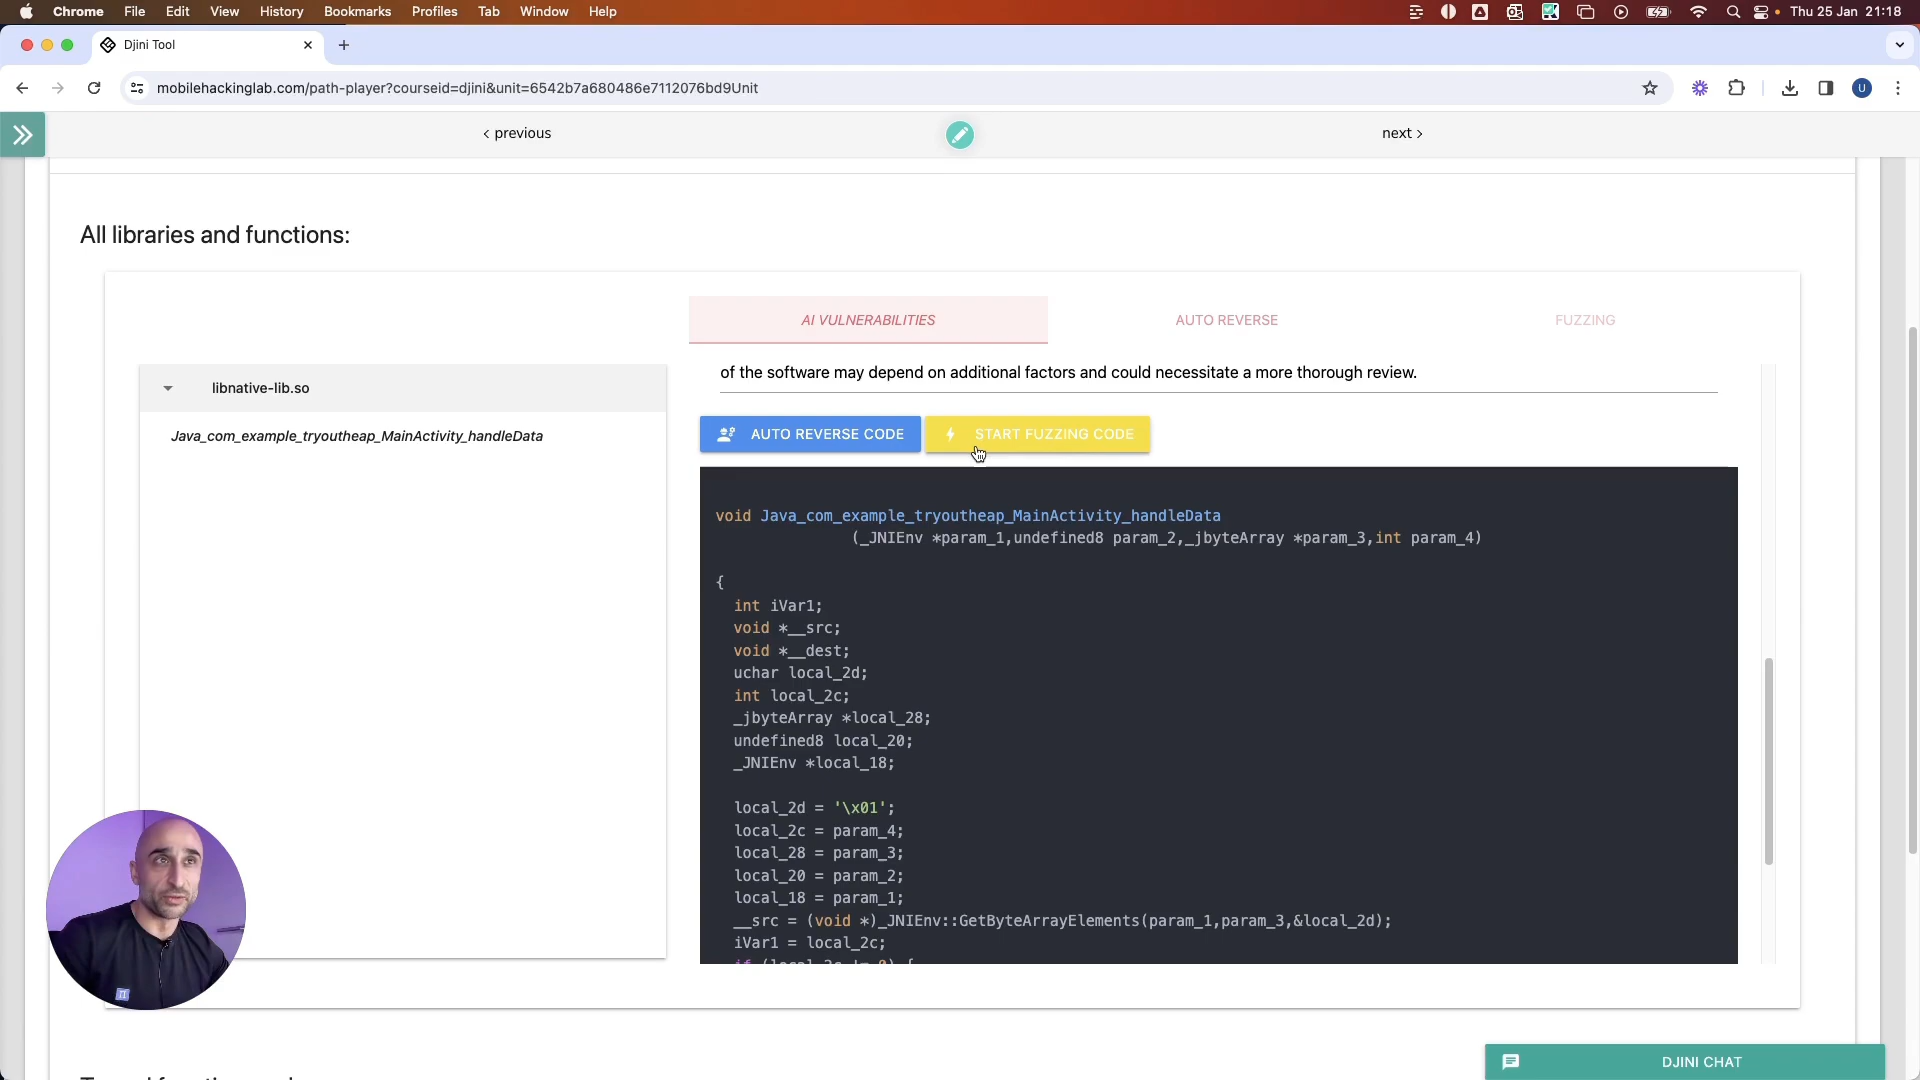 Chrome File Edit View History Bookmarks Profiles Tab Window Help Thu 25 Jan 21:18
Djini Tool
mobilehackinglab.com/path-player?courseid=djini&unit=6542b7a680486e7112076bd9Unit
U
< previous
next >
All libraries and functions:
AI VULNERABILITIES
AUTO REVERSE
FUZZING
libnative-lib.so
Java_com_example_tryoutheap_MainActivity_handleData
of the software may depend on additional factors and could necessitate a more thorough review.
AUTO REVERSE CODE
START FUZZING CODE
void Java_com_example_tryoutheap_MainActivity_handleData
(_JNIEnv *param_1,undefined8 param_2,_jbyteArray *param_3,int param_4)
{
int iVar1;
void *__src;
void *__dest;
uchar local_2d;
int local_2c;
_jbyteArray *local_28;
undefined8 local_20;
_JNIEnv *local_18;
local_2d = '\x01';
local_2c = param_4;
local_28 = param_3;
local_20 = param_2;
local_18 = param_1;
__src = (void *)_JNIEnv::GetByteArrayElements(param_1,param_3,&local_2d);
iVar1 = local_2c;
DJINI CHAT